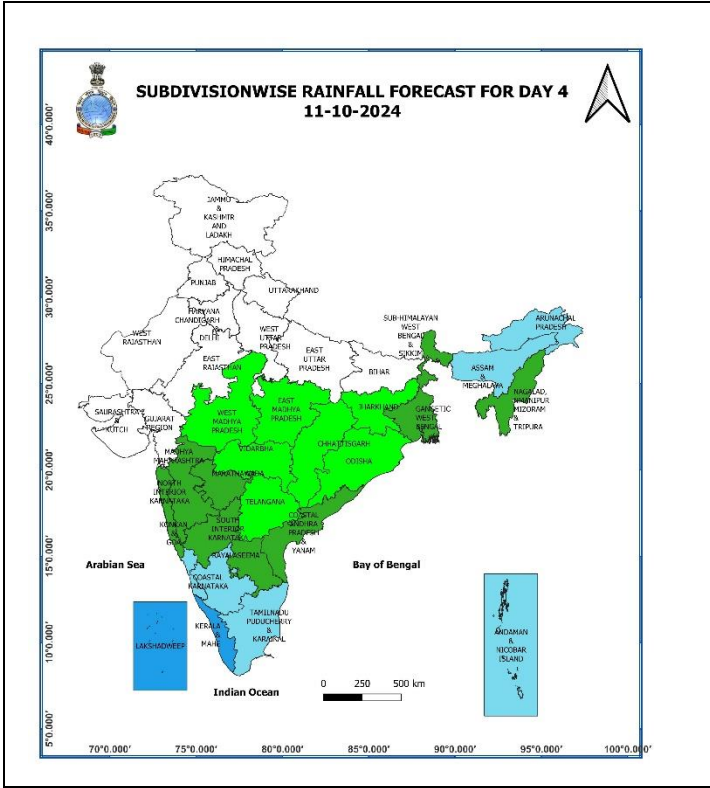 SUBDIVISIONWISE RAINFALL FORECAST FOR DAY 4
11-10-2024
40°0.000'
35°0.000'
30°0.000'
25°0.000'
20°0.000'
15°0.000'
10°0.000'
5°0.000'
JAMMU
&
KASHMIR
AND
LADAKH
HIMACHAL
PRADESH
PUNJAB
UTTARAKHAND
HARYANA
CHANDIGARH
&
DELHI
WEST
RAJASTHAN
WEST
UTTAR
PRADESH
EAST
RAJASTHAN
EAST
UTTAR
PRADESH
BIHAR
SUB-HIMALAYAN
WEST
BENGAL
&
SIKKIM
ARUNACHAL
PRADESH
ASSAM
&
MEGHALAYA
NAGALAD,
MANIPUR
MIZORAM
&
TRIPURA
SAURASHTRA
&
KUTCH
GUJARAT
REGION
WEST
MADHYA
PRADESH
EAST
MADHYA
PRADESH
JHARKHAND
GANGETIC
WEST
BENGAL
CHHATTISGARH
ODISHA
VIDARBHA
MADHYA
MAHARASHTRA
MARATHAWADA
NORTH
INTERIOR
KARNATAKA
TELANGANA
KONKAN
&
GOA
SOUTH
INTERIOR
KARNATAKA
COASTAL
ANDHRA
PRADESH
&
YANAM
RAYALASEEMA
COASTAL
KARNATAKA
Arabian Sea
Bay of Bengal
TAMILNADU
PUDUCHERRY
&
KARAIKAL
KERALA
&
MAHE
LAKSHADWEEP
ANDAMAN
&
NICOBAR
ISLAND
Indian Ocean
0 250 500 km
70°0.000' 75°0.000' 80°0.000' 85°0.000' 90°0.000' 95°0.000' 100°0.000'